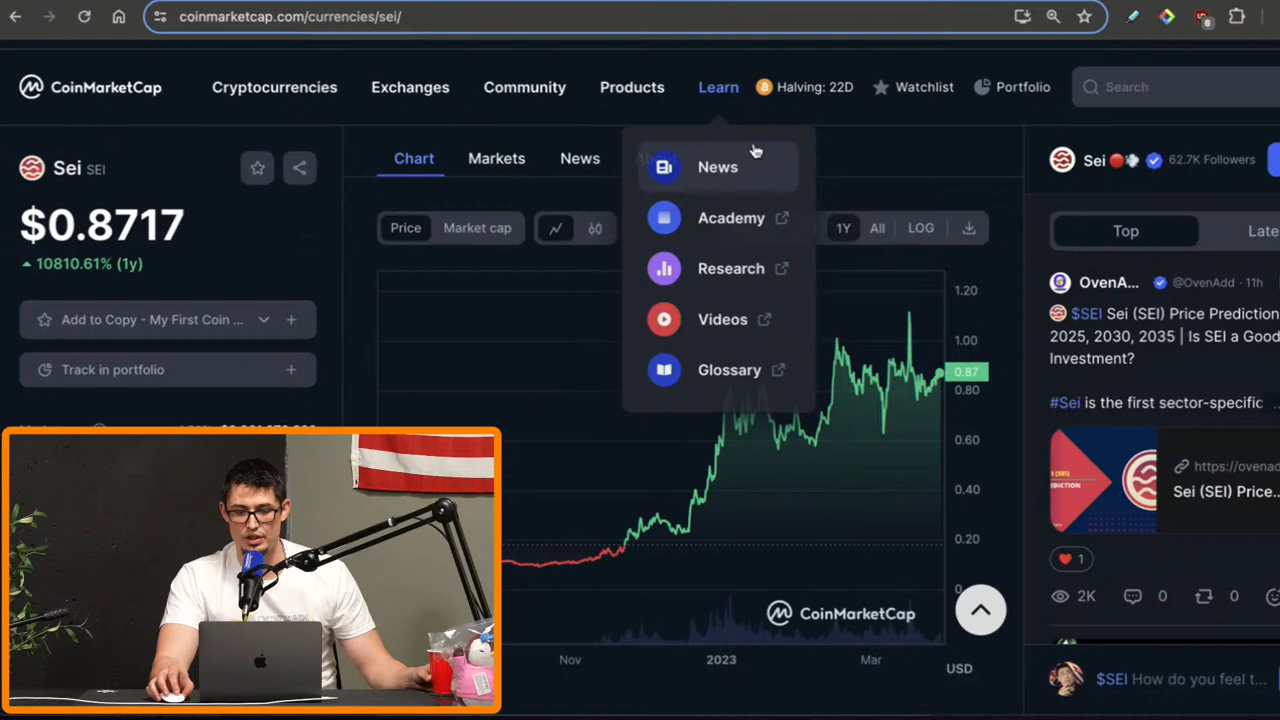 coinmarketcap.com/currencies/sei/
6
CoinMarketCap
Cryptocurrencies
Exchanges
Community
Products
Learn
Halving: 22D
Watchlist
Portfolio
Search
Sei SEI
$0.8717
10810.61% (1y)
Add to Copy - My First Coin ...
Track in portfolio
Chart
Markets
News
News
Academy
Research
Videos
Glossary
Price
Market cap
1Y
All
LOG
1.20
1.00
0.87
0.80
0.60
0.40
0.20
0
CoinMarketCap
Nov
2023
Mar
USD
Sei
62.7K Followers
Top
Late
OvenA...
@OvenAdd · 11h
$SEI Sei (SEI) Price Prediction
2025, 2030, 2035 | Is SEI a Good
Investment?
#Sei is the first sector-specific
https://ovenad
Sei (SEI) Price...
1
2K
0
0
$SEI How do you feel t...